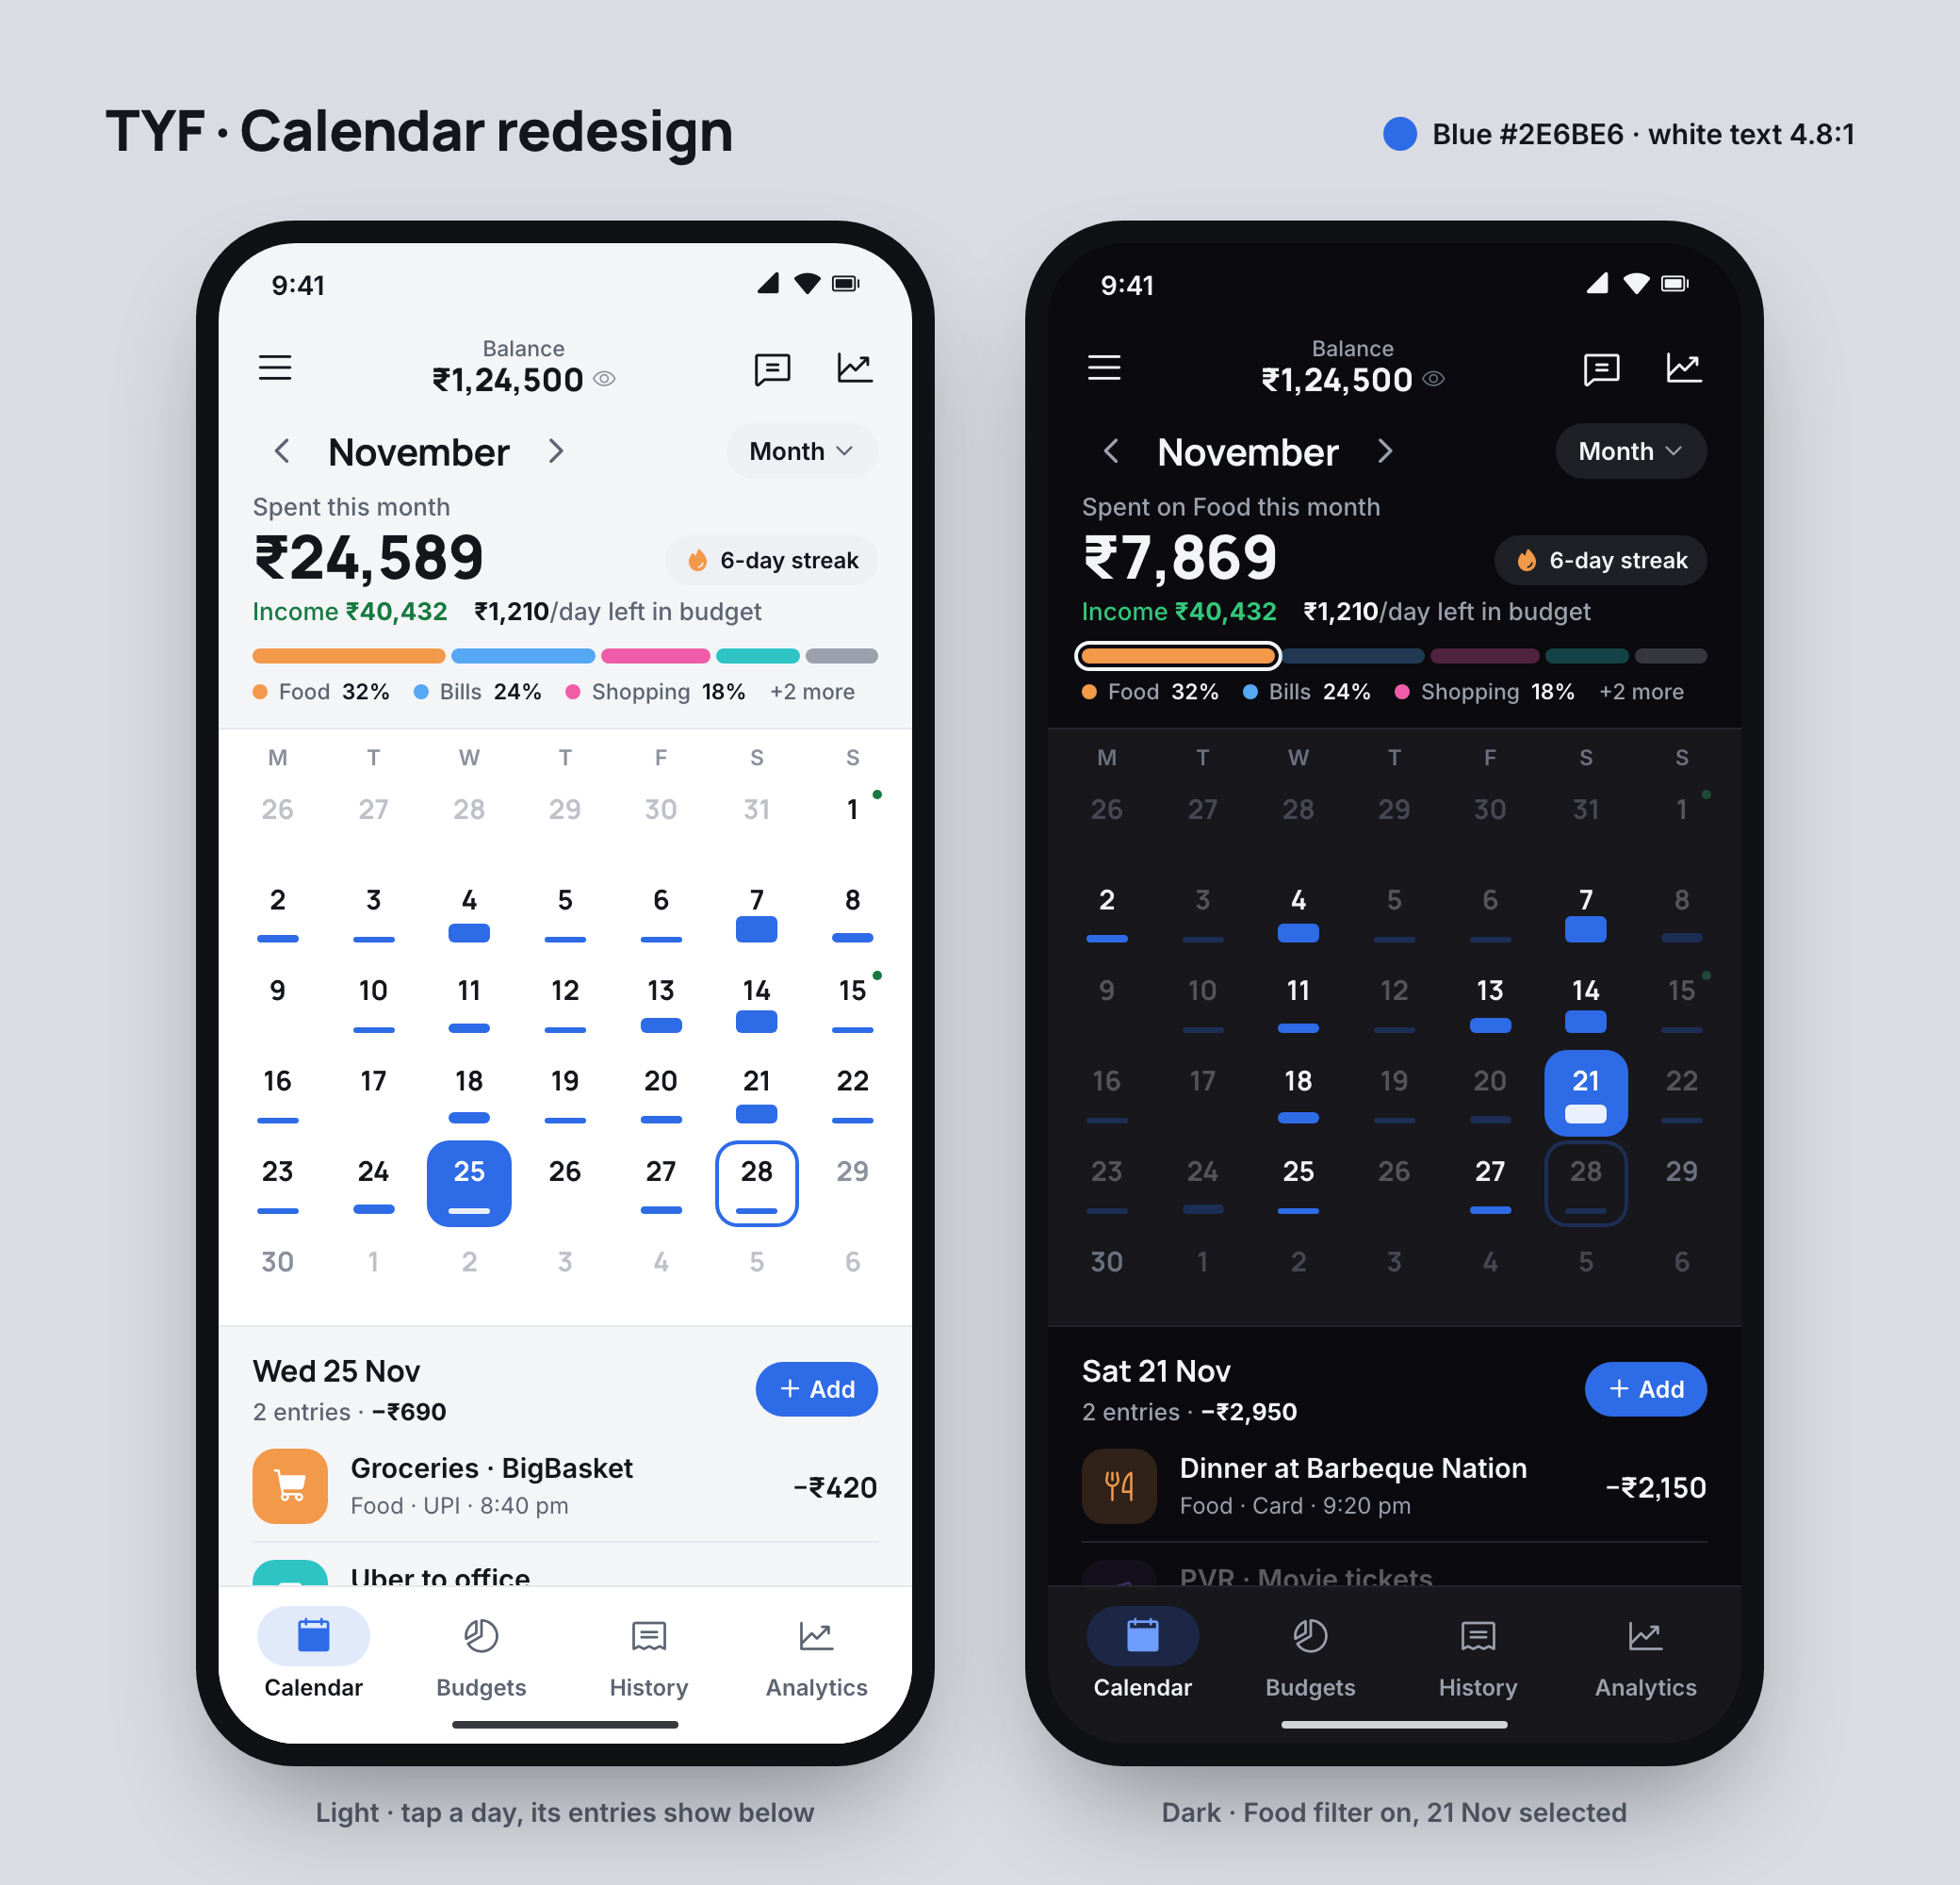 TYF · Calendar redesign
Blue #2E6BE6 · white text 4.8:1
9:41
Balance
₹1,24,500
November
Month
Spent this month
₹24,589
6-day streak
Income ₹40,432 ₹1,210/day left in budget
Food 32% Bills 24% Shopping 18% +2 more
M T W T F S S
26 27 28 29 30 31 1
2 3 4 5 6 7 8
9 10 11 12 13 14 15
16 17 18 19 20 21 22
23 24 25 26 27 28 29
30 1 2 3 4 5 6
Wed 25 Nov
2 entries · −₹690
Add
Groceries · BigBasket
Food · UPI · 8:40 pm
−₹420
Uber to office
Calendar Budgets History Analytics
Light · tap a day, its entries show below
9:41
Balance
₹1,24,500
November
Month
Spent on Food this month
₹7,869
6-day streak
Income ₹40,432 ₹1,210/day left in budget
Food 32% Bills 24% Shopping 18% +2 more
M T W T F S S
26 27 28 29 30 31 1
2 3 4 5 6 7 8
9 10 11 12 13 14 15
16 17 18 19 20 21 22
23 24 25 26 27 28 29
30 1 2 3 4 5 6
Sat 21 Nov
2 entries · −₹2,950
Add
Dinner at Barbeque Nation
Food · Card · 9:20 pm
−₹2,150
PVR · Movie tickets
Calendar Budgets History Analytics
Dark · Food filter on, 21 Nov selected